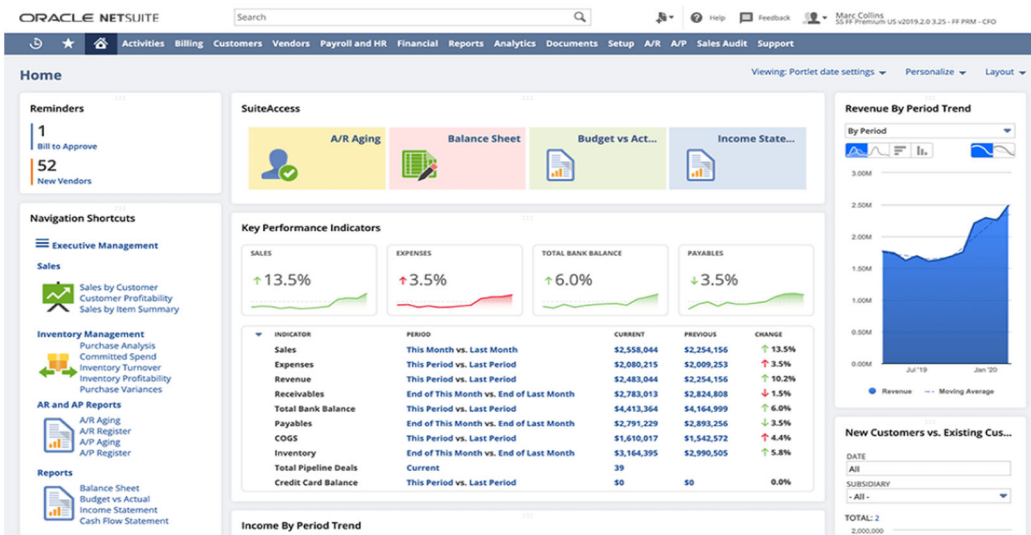 ORACLE NETSUITE
Search
Help
Feedback
Marc Collins
SS FF Premium US v2019.2.0 3.25 - FF PRM - CFO
Activities Billing Customers Vendors Payroll and HR Financial Reports Analytics Documents Setup A/R A/P Sales Audit Support
Home
Viewing: Portlet date settings
Personalize
Layout
Reminders
1
Bill to Approve
52
New Vendors
Navigation Shortcuts
Executive Management
Sales
Sales by Customer
Customer Profitability
Sales by Item Summary
Inventory Management
Purchase Analysis
Committed Spend
Inventory Turnover
Inventory Profitability
Purchase Variances
AR and AP Reports
A/R Aging
A/R Register
A/P Aging
A/P Register
Reports
Balance Sheet
Budget vs Actual
Income Statement
Cash Flow Statement
SuiteAccess
A/R Aging
Balance Sheet
Budget vs Act...
Income State...
Key Performance Indicators
SALES
13.5%
EXPENSES
3.5%
TOTAL BANK BALANCE
6.0%
PAYABLES
3.5%
INDICATOR PERIOD CURRENT PREVIOUS CHANGE
Sales This Month vs. Last Month $2,558,044 $2,254,156 13.5%
Expenses This Period vs. Last Period $2,080,215 $2,009,253 3.5%
Revenue This Period vs. Last Period $2,483,044 $2,254,156 10.2%
Receivables End of This Month vs. End of Last Month $2,783,013 $2,824,808 1.5%
Total Bank Balance This Period vs. Last Period $4,413,364 $4,164,999 6.0%
Payables End of This Month vs. End of Last Month $2,791,229 $2,893,256 3.5%
COGS This Period vs. Last Period $1,610,017 $1,542,572 4.4%
Inventory End of This Month vs. End of Last Month $3,164,395 $2,990,505 5.8%
Total Pipeline Deals Current 39
Credit Card Balance This Period vs. Last Period $0 $0 0.0%
Income By Period Trend
Revenue By Period Trend
By Period
3.00M
2.50M
2.00M
1.50M
1.00M
0.50M
0.00M
Jul '19 Jan '20
Revenue Moving Average
New Customers vs. Existing Cus...
DATE
All
SUBSIDIARY
- All -
TOTAL: 2
2,000,000